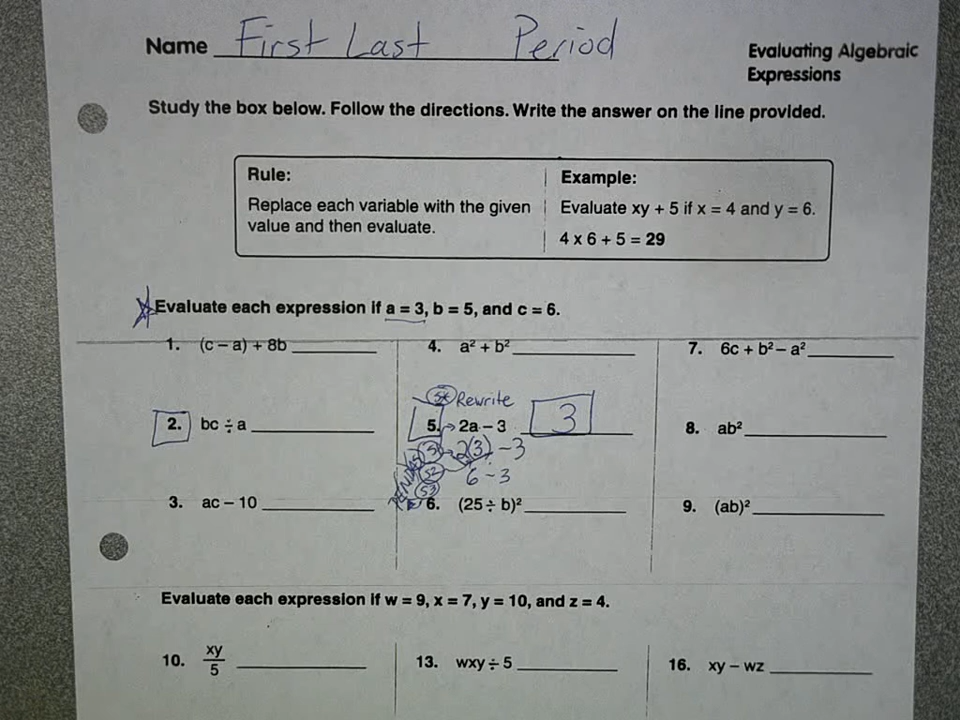 Name First Last Period
Evaluating Algebraic
Expressions
Study the box below. Follow the directions. Write the answer on the line provided.
Rule:
Replace each variable with the given
value and then evaluate.
Example:
Evaluate xy + 5 if x = 4 and y = 6.
4 x 6 + 5 = 29
Evaluate each expression if a = 3, b = 5, and c = 6.
1. (c – a) + 8b
4. a² + b²
7. 6c + b² – a²
Rewrite
2. bc ÷ a
5. 2a – 3 3
8. ab²
2(3) – 3
S2 6 – 3
S3
3. ac – 10
6. (25 ÷ b)²
9. (ab)²
Evaluate each expression if w = 9, x = 7, y = 10, and z = 4.
10. xy/5
13. wxy ÷ 5
16. xy – wz